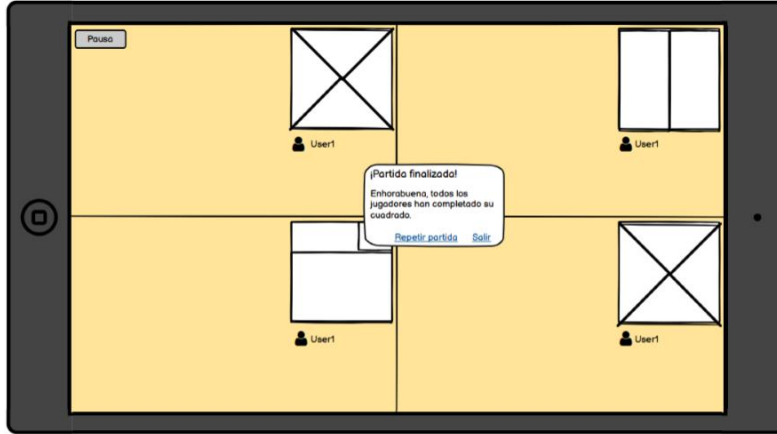 Pausa
User1
User1
¡Partida finalizada!
Enhorabuena, todos los
jugadores han completado su
cuadrado.
Repetir partida Salir
User1
User1